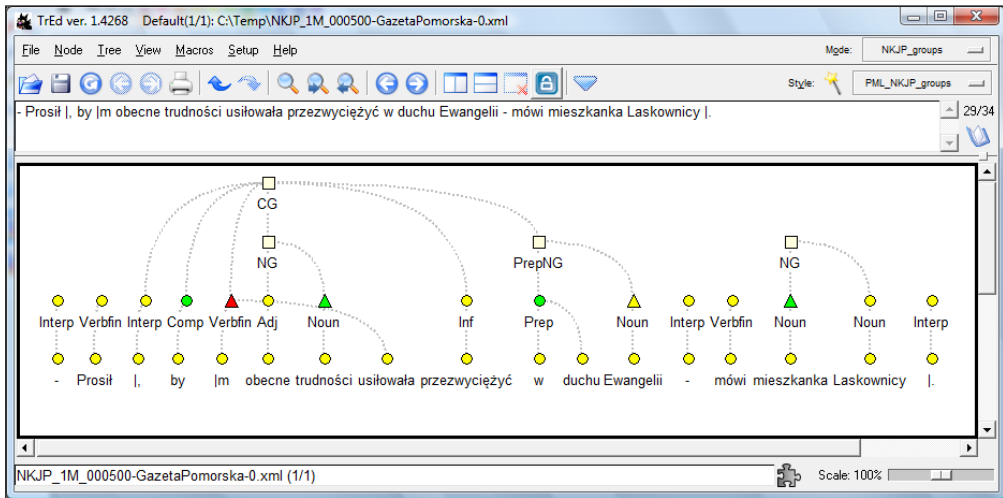 TrEd ver. 1.4268 Default(1/1): C:\Temp\NKJP_1M_000500-GazetaPomorska-0.xml
File Node Tree View Macros Setup Help Mode: NKJP_groups
Style: PML_NKJP_groups
- Prosił |, by |m obecne trudności usiłowała przezwyciężyć w duchu Ewangelii - mówi mieszkanka Laskownicy |. 29/34
CG
NG PrepNG NG
Interp Verbfin Interp Comp Verbfin Adj Noun Inf Prep Noun Interp Verbfin Noun Noun Interp
- Prosił |, by |m obecne trudności usiłowała przezwyciężyć w duchu Ewangelii - mówi mieszkanka Laskownicy |.
NKJP_1M_000500-GazetaPomorska-0.xml (1/1) Scale: 100%